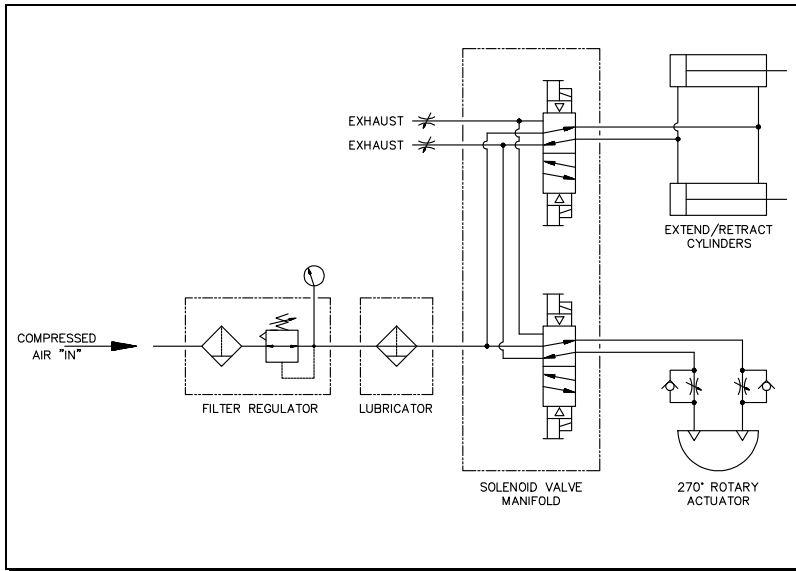 EXHAUST
EXHAUST
EXTEND/RETRACT
CYLINDERS
COMPRESSED
AIR "IN"
FILTER REGULATOR
LUBRICATOR
SOLENOID VALVE
MANIFOLD
270° ROTARY
ACTUATOR